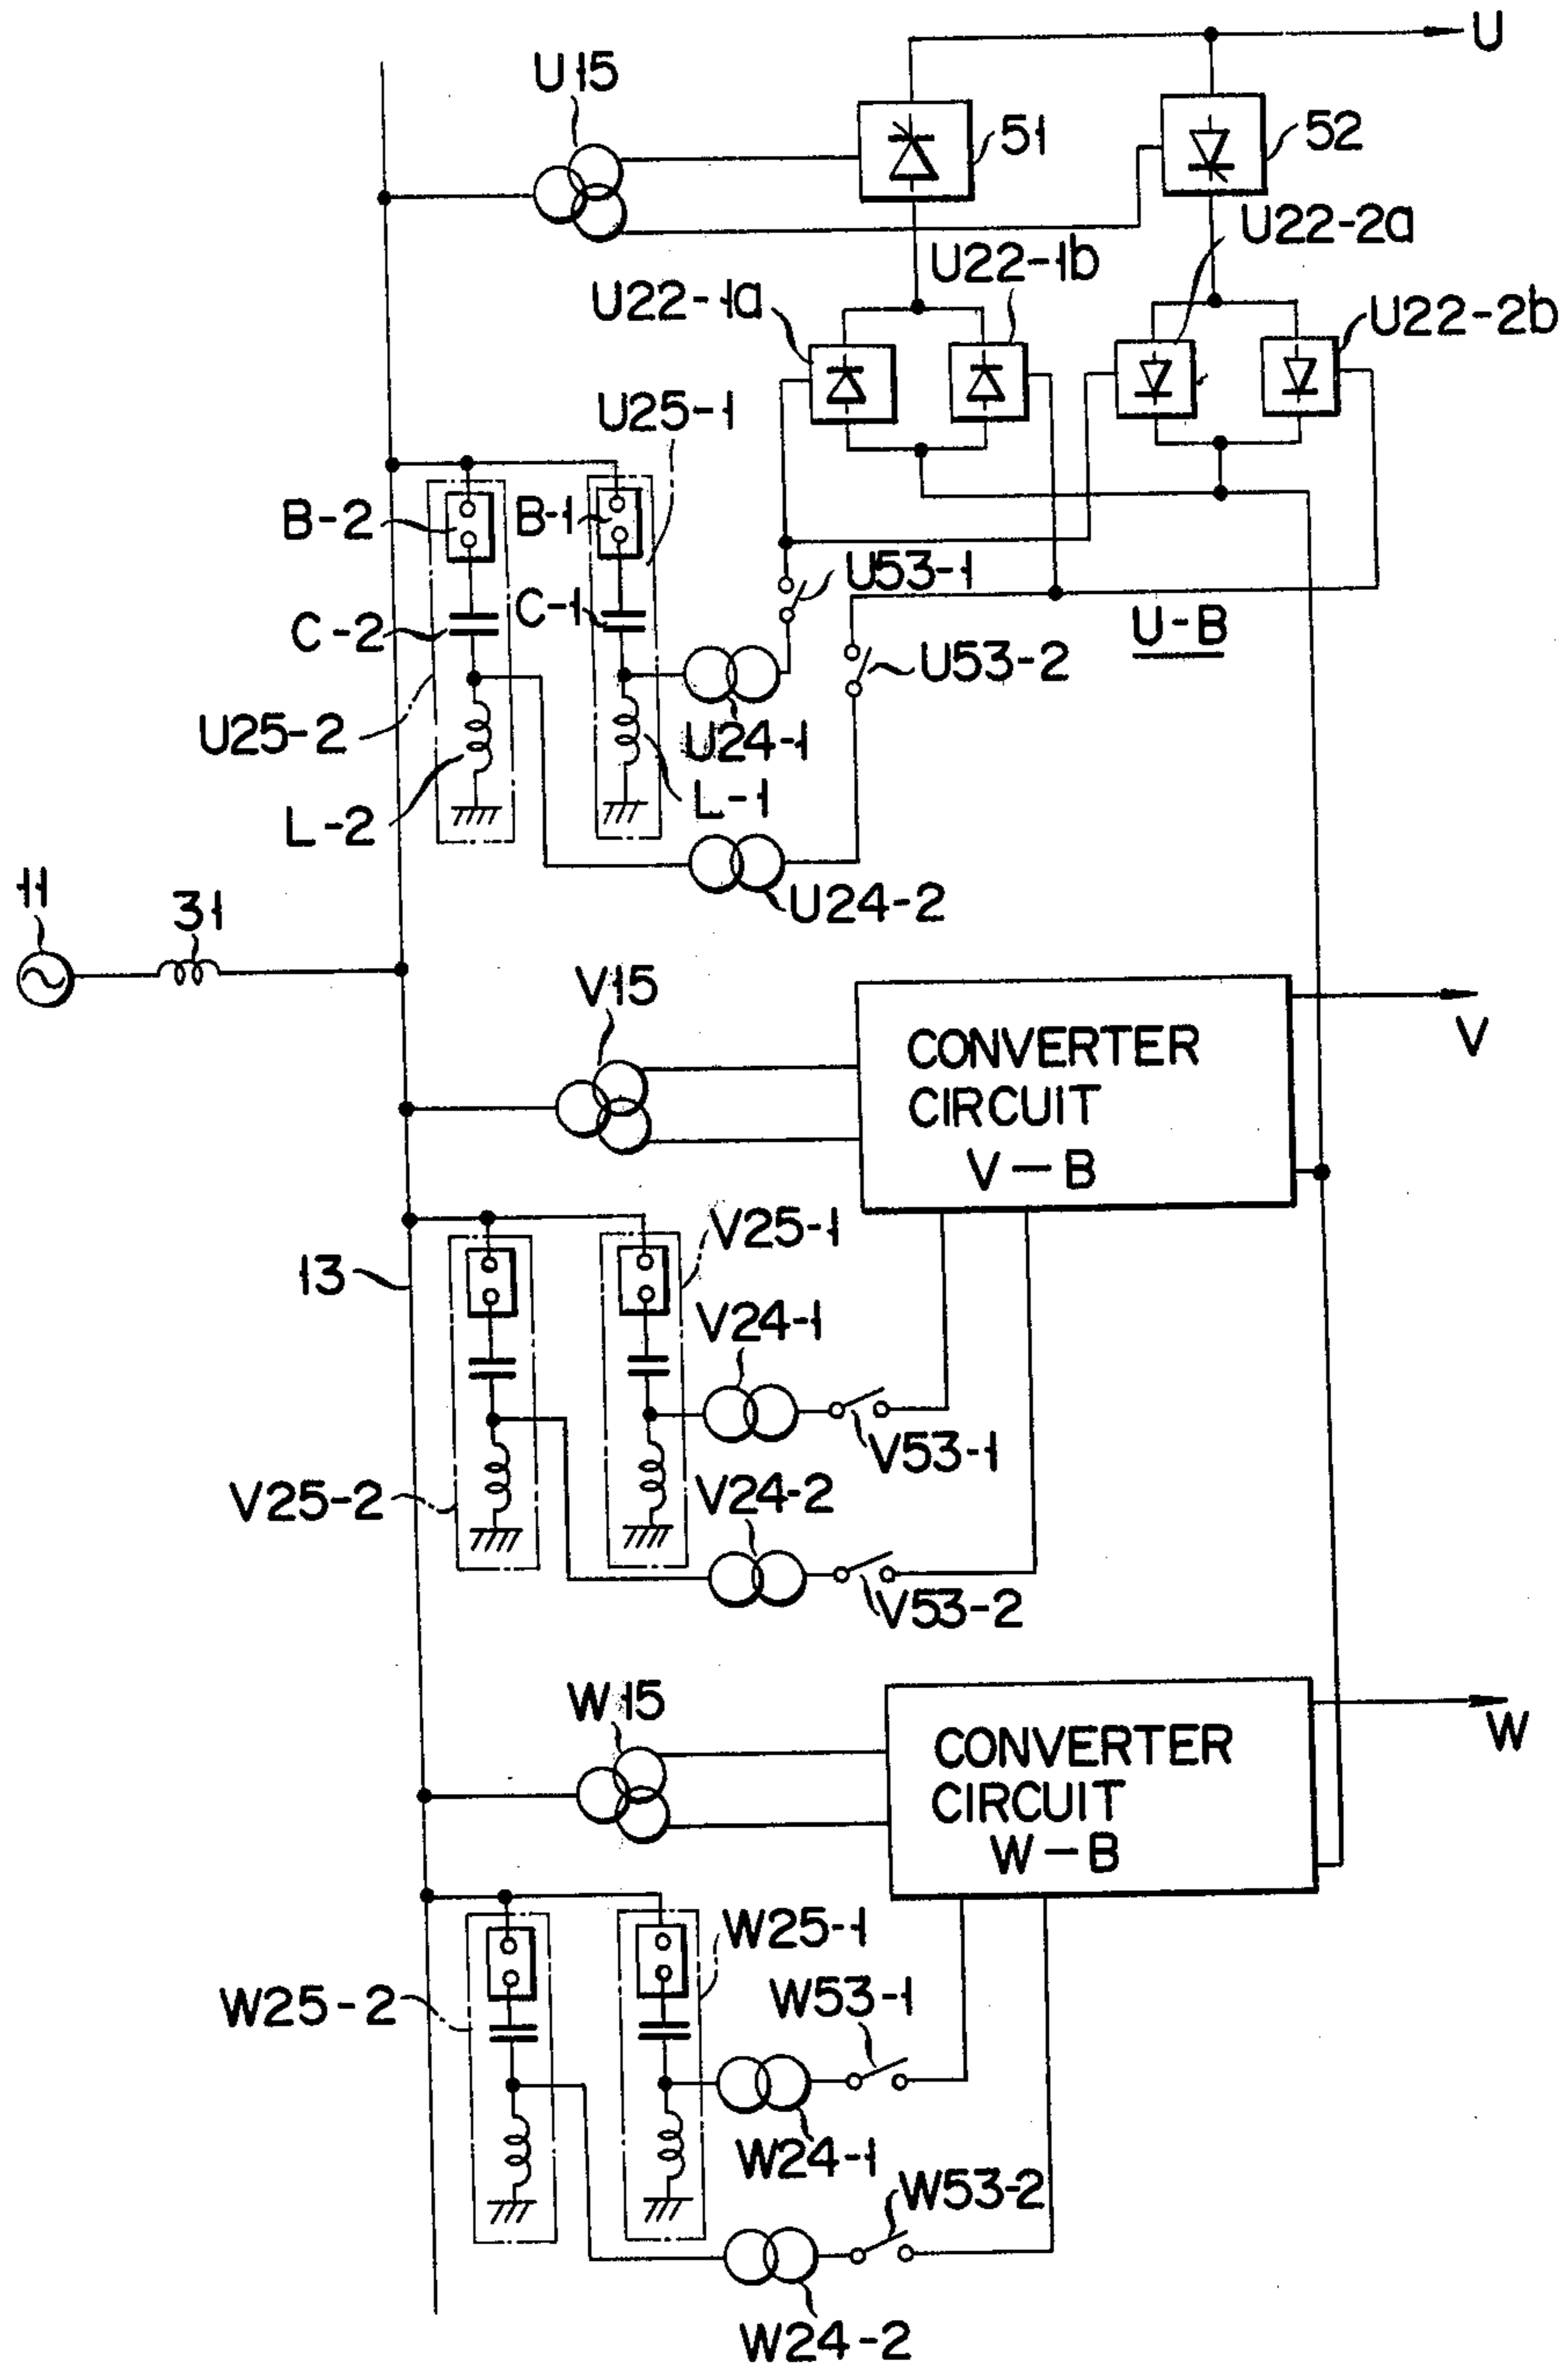 U
U15
51
52
U22-2a
U22-1b
U22-1a
U22-2b
U25-1
B-2
B-1
U53-1
C-2
C-1
U-B
U53-2
U25-2
U24-1
L-1
L-2
11
31
U24-2
V15
V
CONVERTER
CIRCUIT
V-B
V25-1
13
V24-1
V53-1
V25-2
V24-2
V53-2
W15
W
CONVERTER
CIRCUIT
W-B
W25-1
W25-2
W53-1
W24-1
W53-2
W24-2